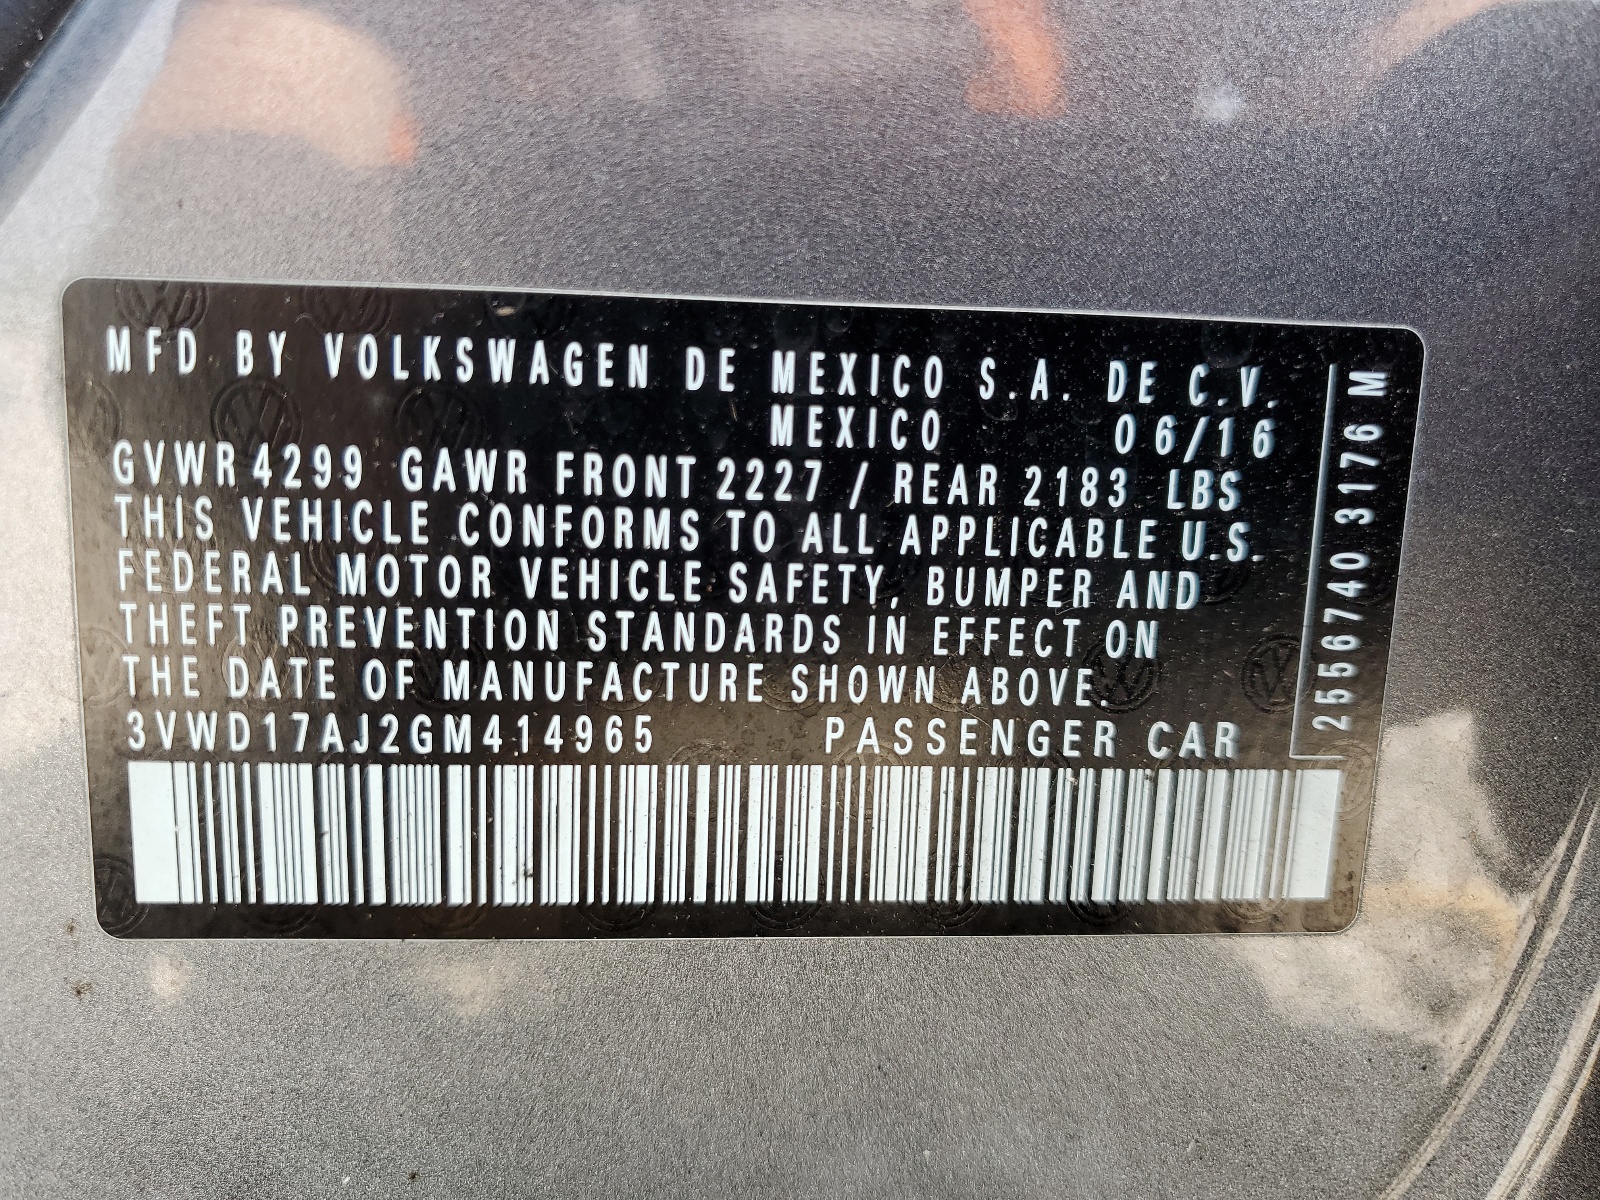 MFD BY VOLKSWAGEN DE MEXICO S.A. DE C.V.
MEXICO 06/16
GVWR 4299 GAWR FRONT 2227 / REAR 2183 LBS
THIS VEHICLE CONFORMS TO ALL APPLICABLE U.S.
FEDERAL MOTOR VEHICLE SAFETY, BUMPER AND
THEFT PREVENTION STANDARDS IN EFFECT ON
THE DATE OF MANUFACTURE SHOWN ABOVE.
3VWD17AJ2GM414965 PASSENGER CAR
2556740 3176 M